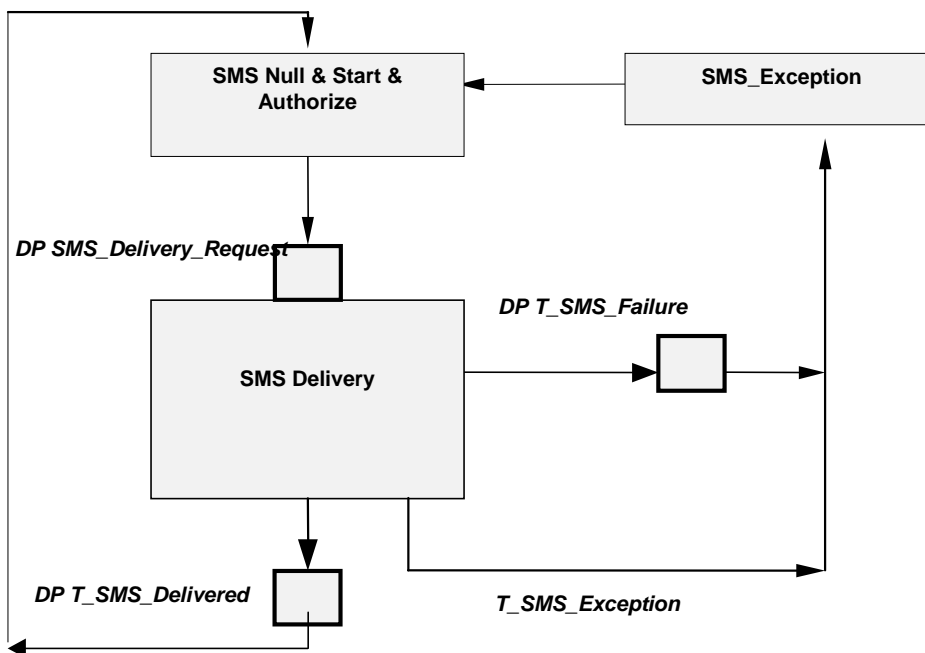 SMS Null & Start &
Authorize
SMS_Exception
DP SMS_Delivery_Request
DP T_SMS_Failure
SMS Delivery
DP T_SMS_Delivered
T_SMS_Exception